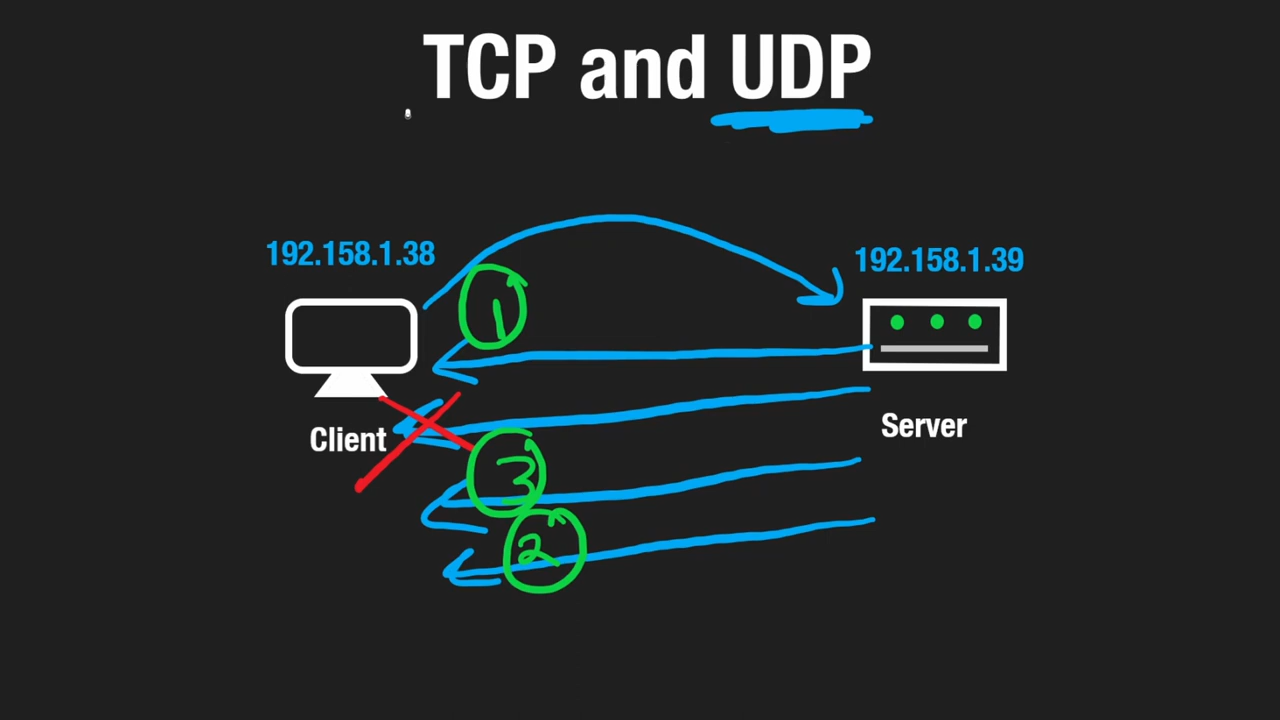 TCP and UDP
192.158.1.38
192.158.1.39
1
Client
Server
3
2